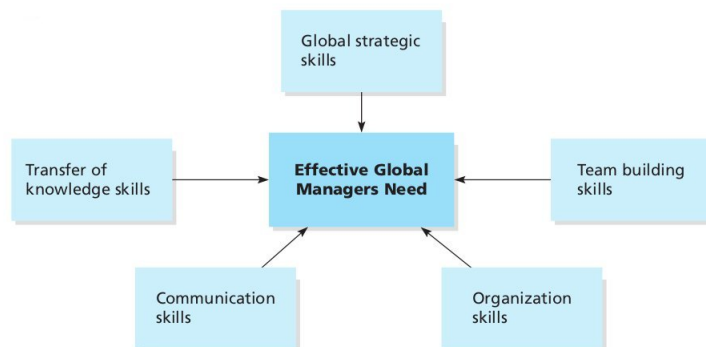 Global strategic
skills
Transfer of
knowledge skills
Effective Global
Managers Need
Team building
skills
Communication
skills
Organization
skills